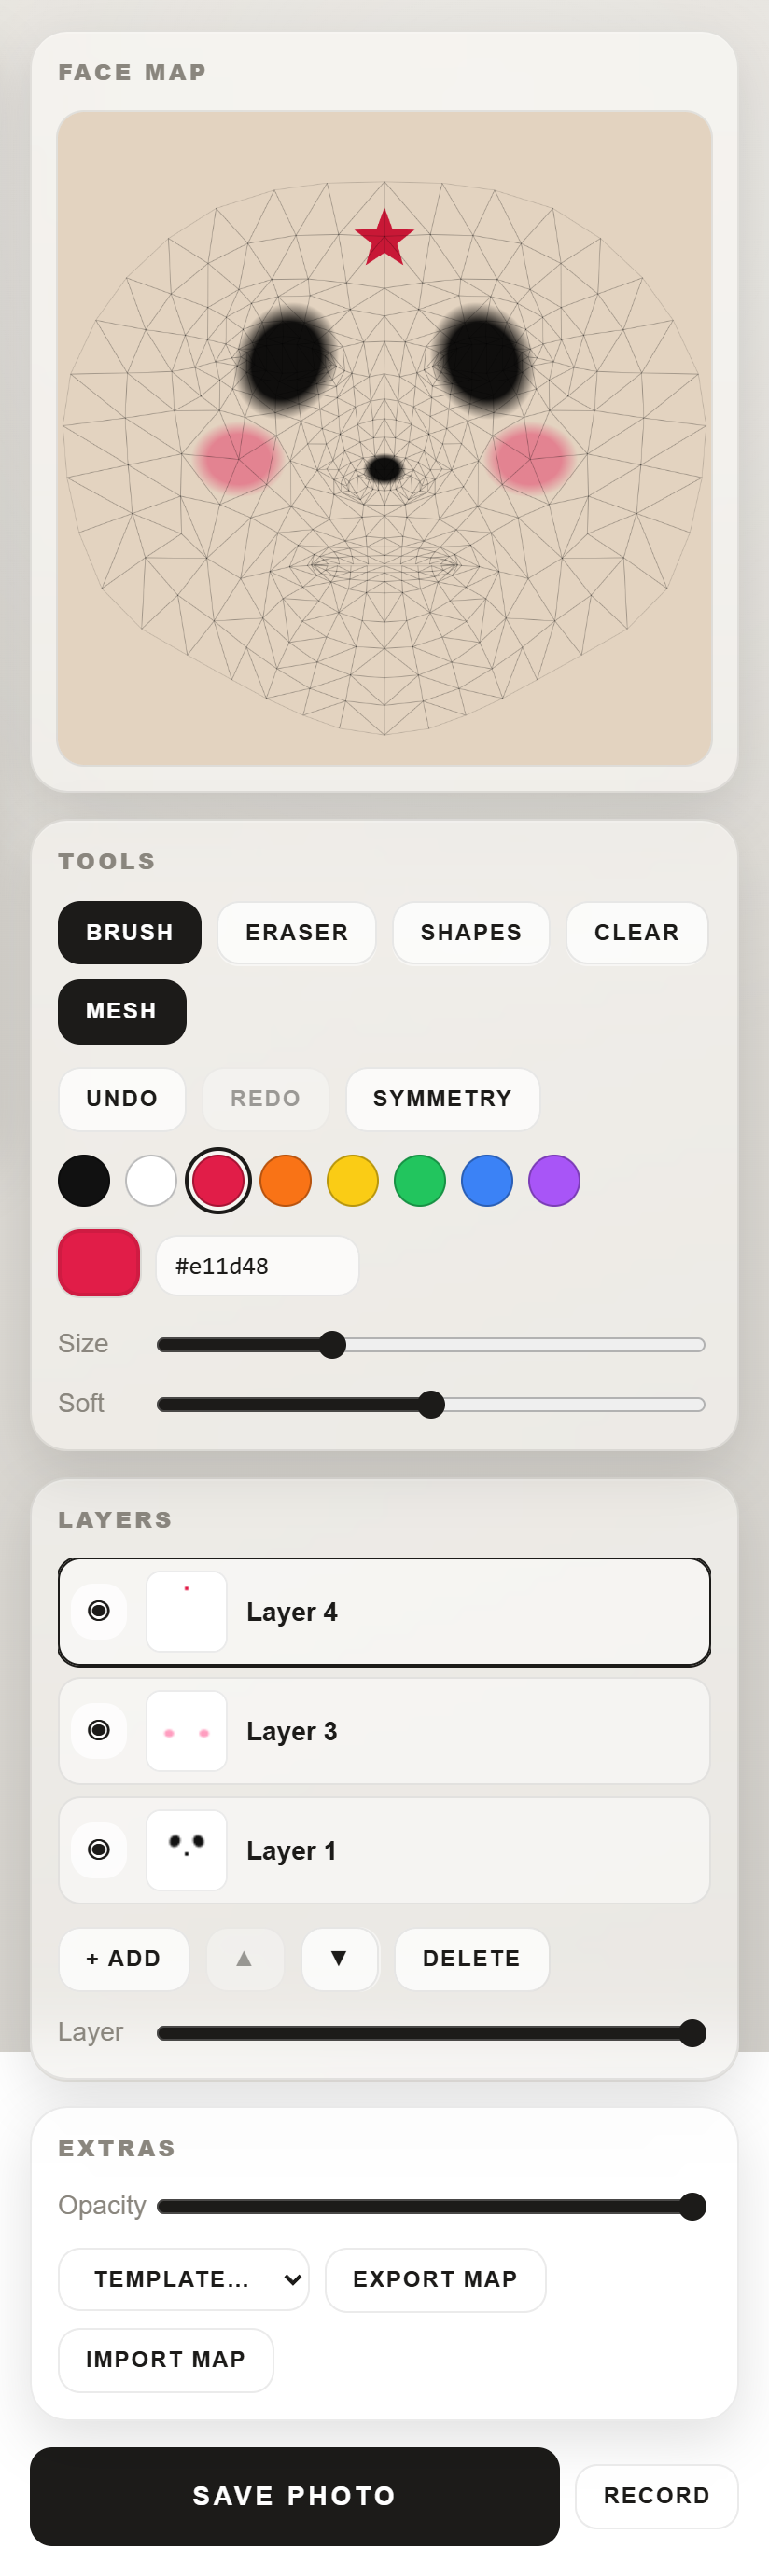 FACE MAP
TOOLS
BRUSH ERASER SHAPES CLEAR
MESH
UNDO REDO SYMMETRY
#e11d48
Size
Soft
LAYERS
Layer 4
Layer 3
Layer 1
+ ADD ▲ ▼ DELETE
Layer
EXTRAS
Opacity
TEMPLATE... EXPORT MAP
IMPORT MAP
SAVE PHOTO RECORD